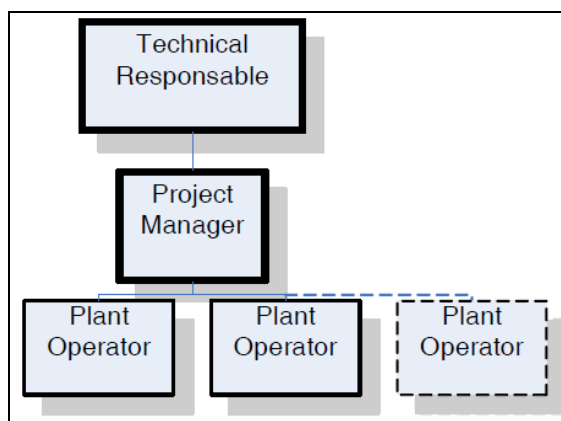 Technical
Responsable
Project
Manager
Plant
Operator
Plant
Operator
Plant
Operator